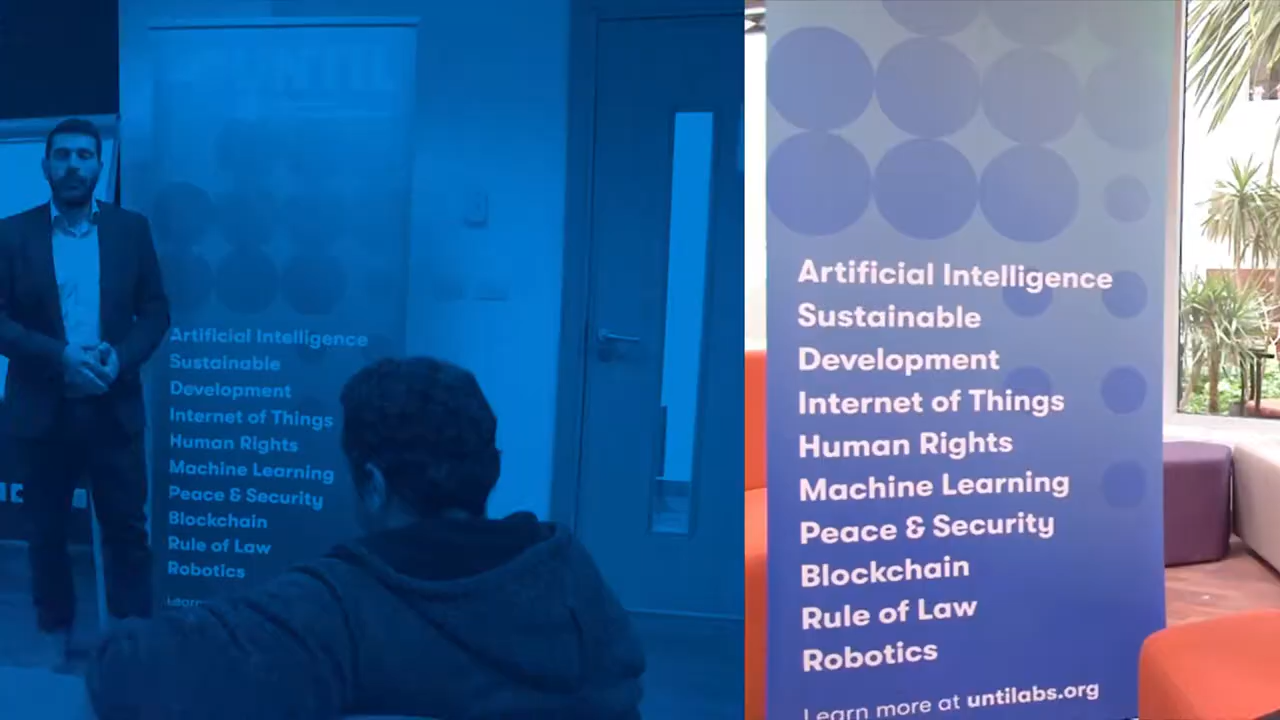 UNTIL
Artificial Intelligence
Sustainable
Development
Internet of Things
Human Rights
Machine Learning
Peace & Security
Blockchain
Rule of Law
Robotics
Learn
Artificial Intelligence
Sustainable
Development
Internet of Things
Human Rights
Machine Learning
Peace & Security
Blockchain
Rule of Law
Robotics
Learn more at untilabs.org